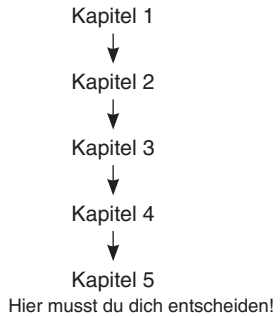 Kapitel 1
Kapitel 2
Kapitel 3
Kapitel 4
Kapitel 5
Hier musst du dich entscheiden!